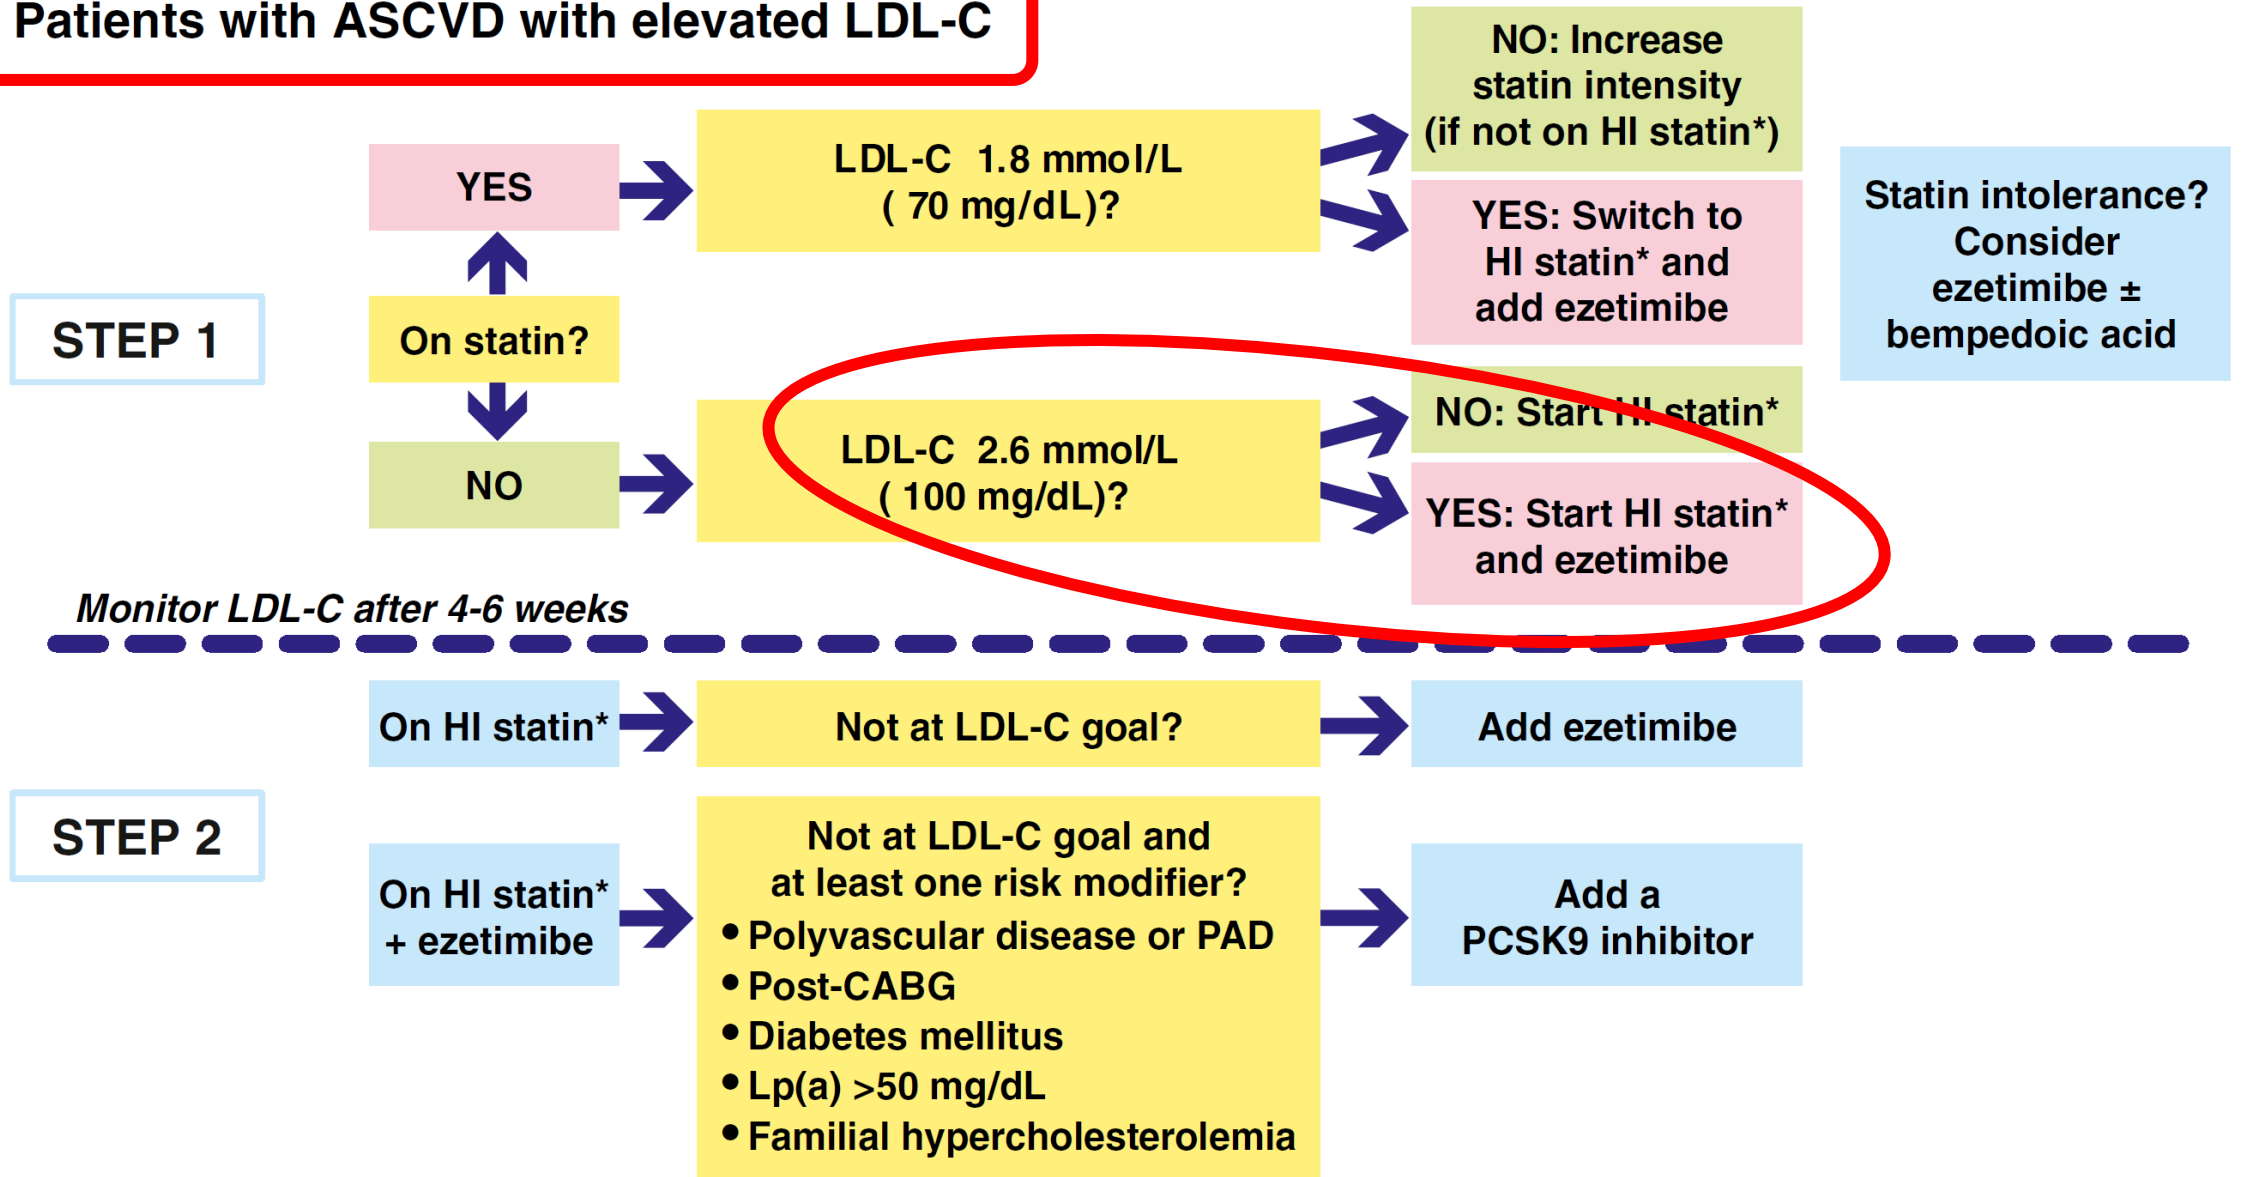 Patients with ASCVD with elevated LDL-C
STEP 1
On statin?
YES
LDL-C 1.8 mmol/L
( 70 mg/dL)?
NO: Increase
statin intensity
(if not on HI statin*)
YES: Switch to
HI statin* and
add ezetimibe
NO
LDL-C 2.6 mmol/L
( 100 mg/dL)?
NO: Start HI statin*
YES: Start HI statin*
and ezetimibe
Statin intolerance?
Consider
ezetimibe ±
bempedoic acid
Monitor LDL-C after 4-6 weeks
STEP 2
On HI statin*
Not at LDL-C goal?
Add ezetimibe
On HI statin*
+ ezetimibe
Not at LDL-C goal and
at least one risk modifier?
• Polyvascular disease or PAD
• Post-CABG
• Diabetes mellitus
• Lp(a) >50 mg/dL
• Familial hypercholesterolemia
Add a
PCSK9 inhibitor